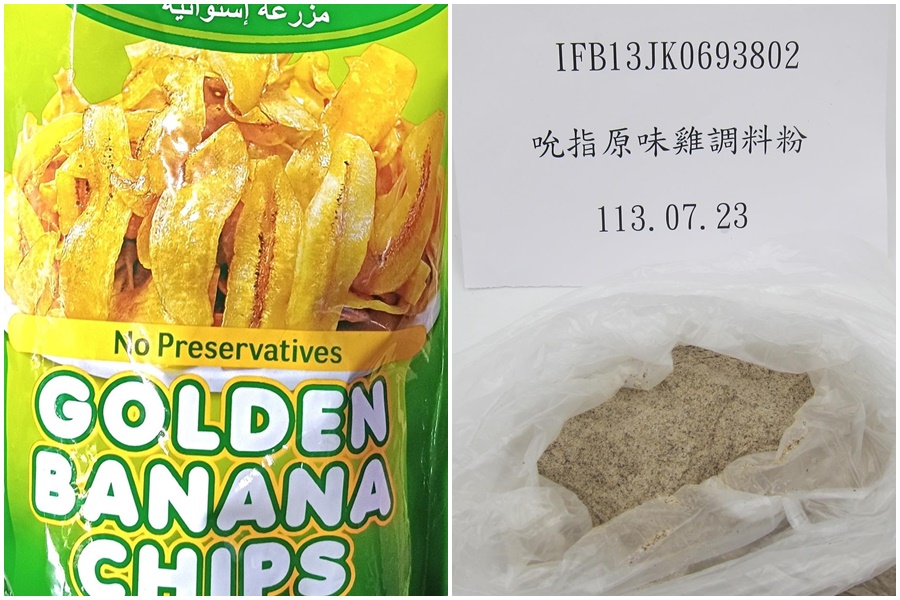 مزرعة إستوائية
No Preservatives
GOLDEN
BANANA
CHIPS
IFB13JK0693802
吮指原味雞調料粉
113.07.23